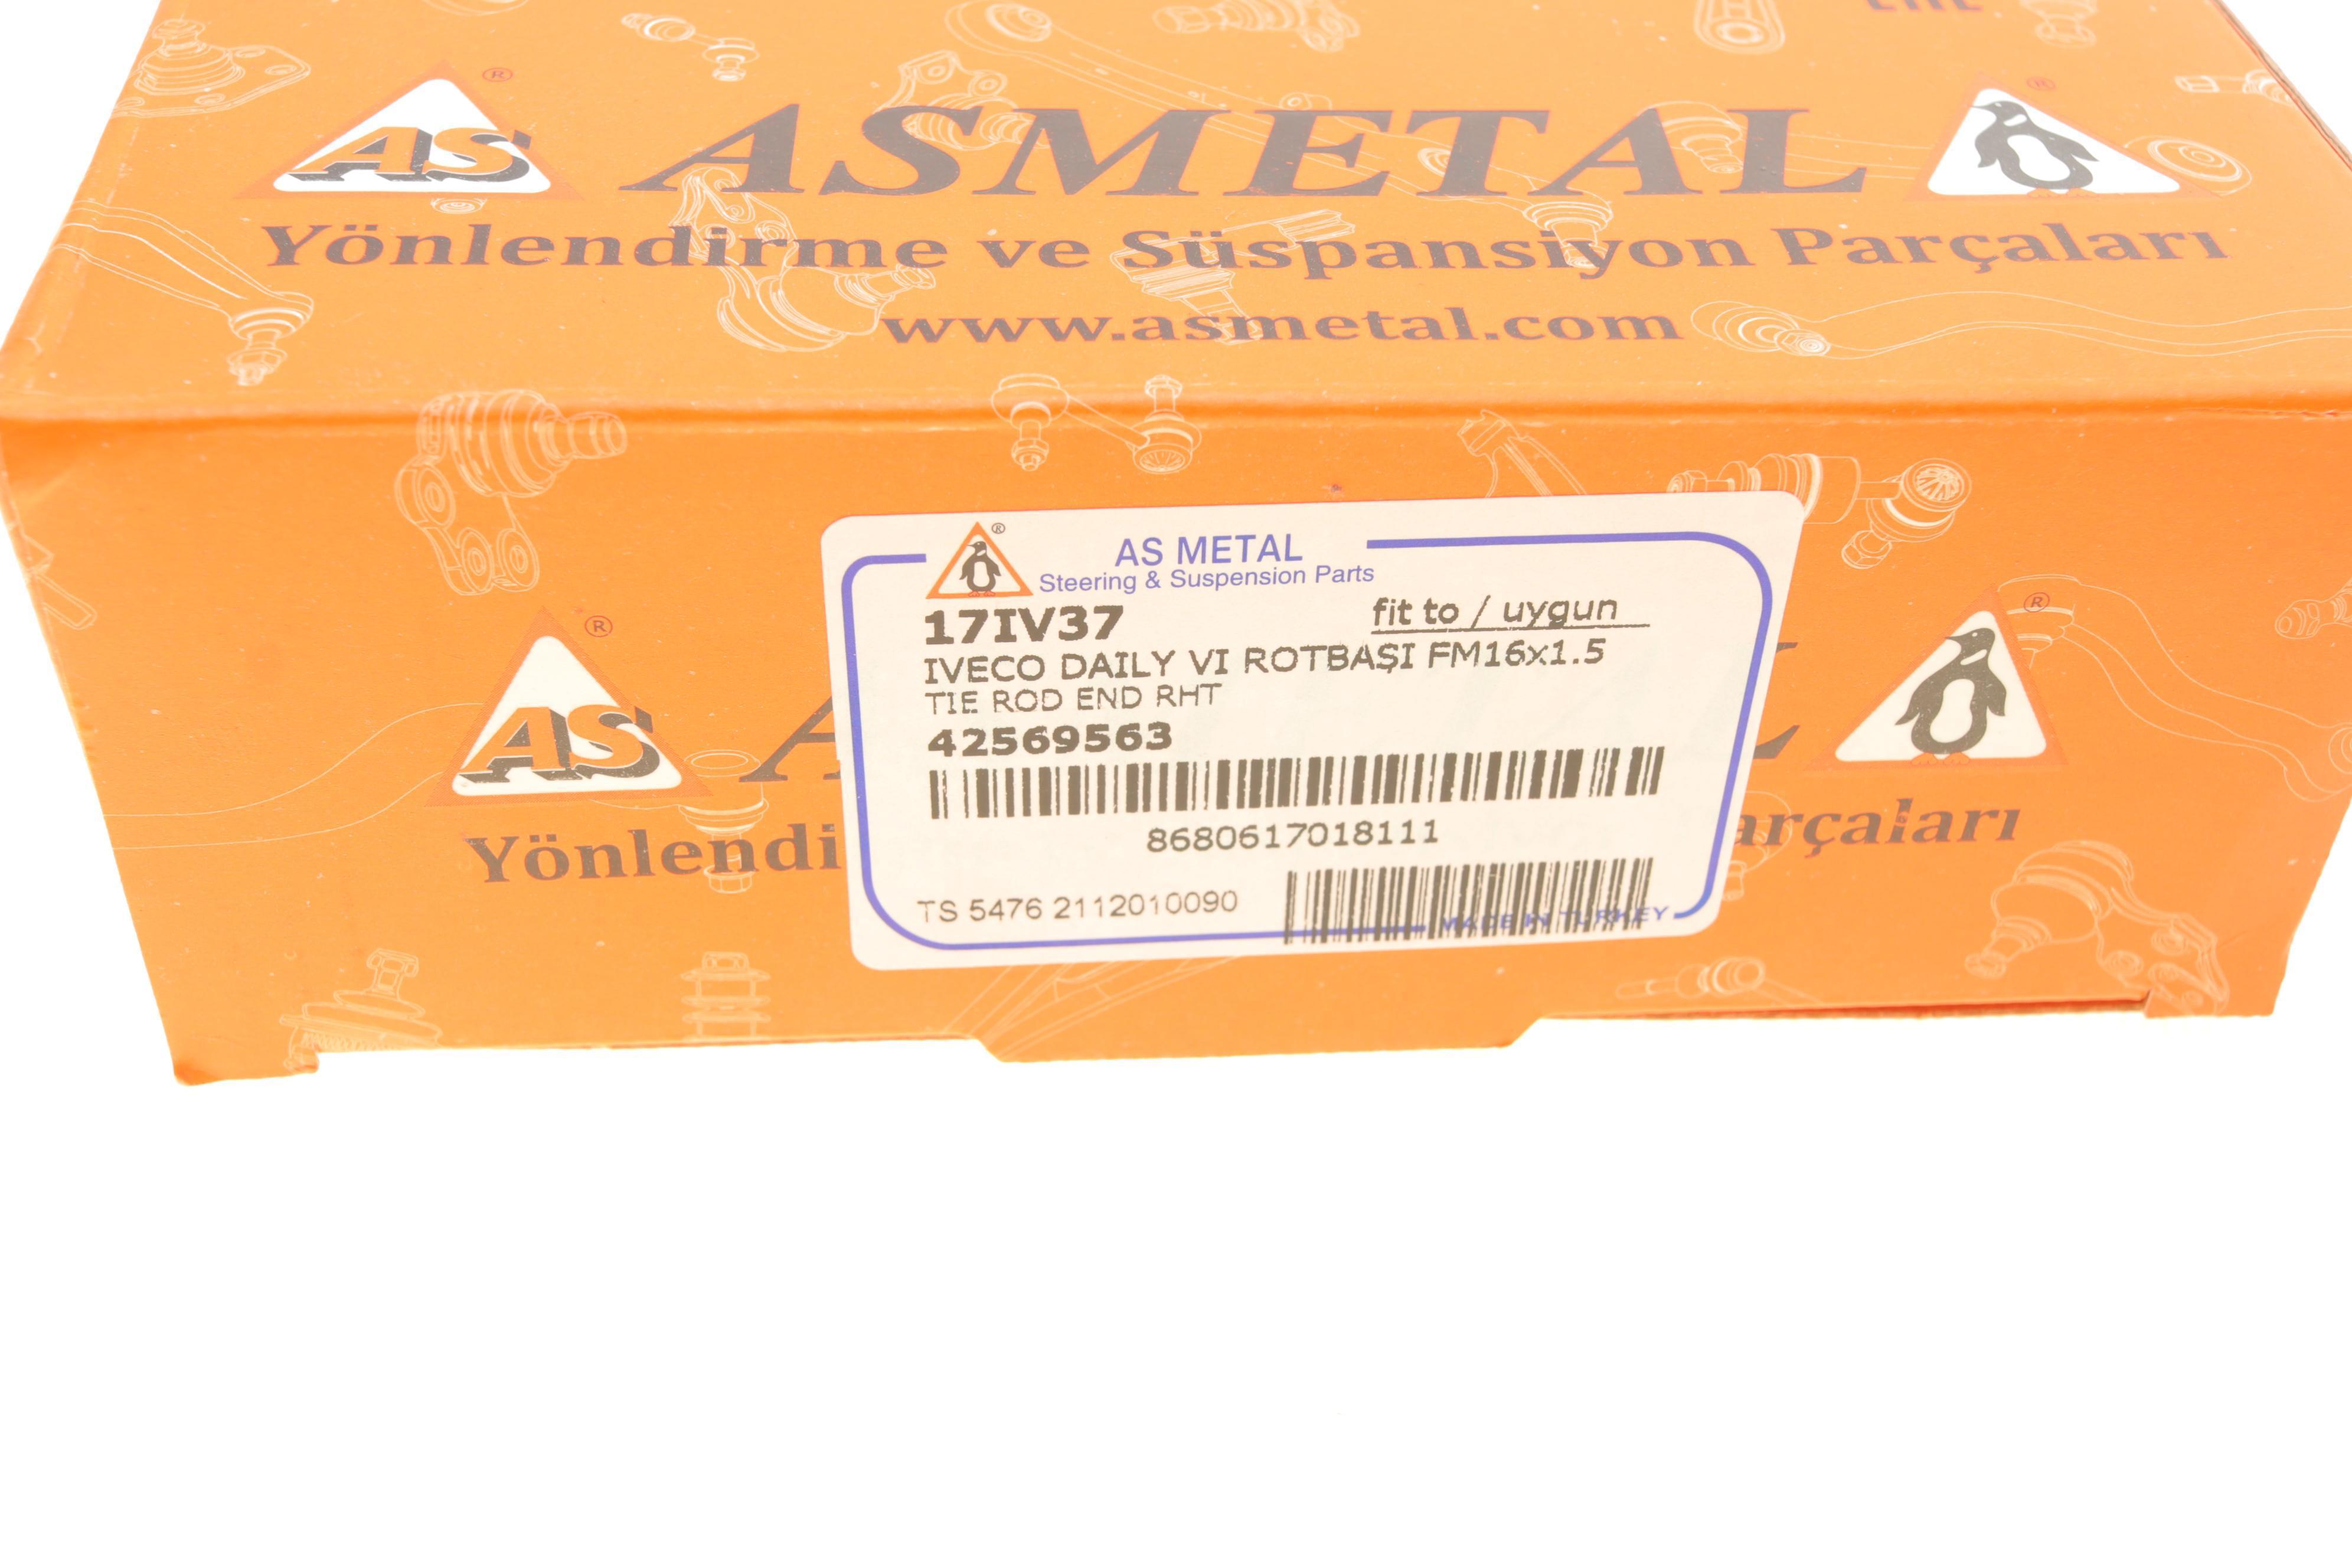 AS ®
ASMETAL
®
Yönlendirme ve Süspansiyon Parçaları
www.asmetal.com
®
AS METAL
Steering & Suspension Parts
17IV37 fit to / uygun
IVECO DAILY VI ROTBAŞI FM16x1.5
TIE ROD END RHT
42569563
8680617018111
TS 5476 2112010090
MADE IN TURKEY
AS ®
®
Yönlendi
arçaları